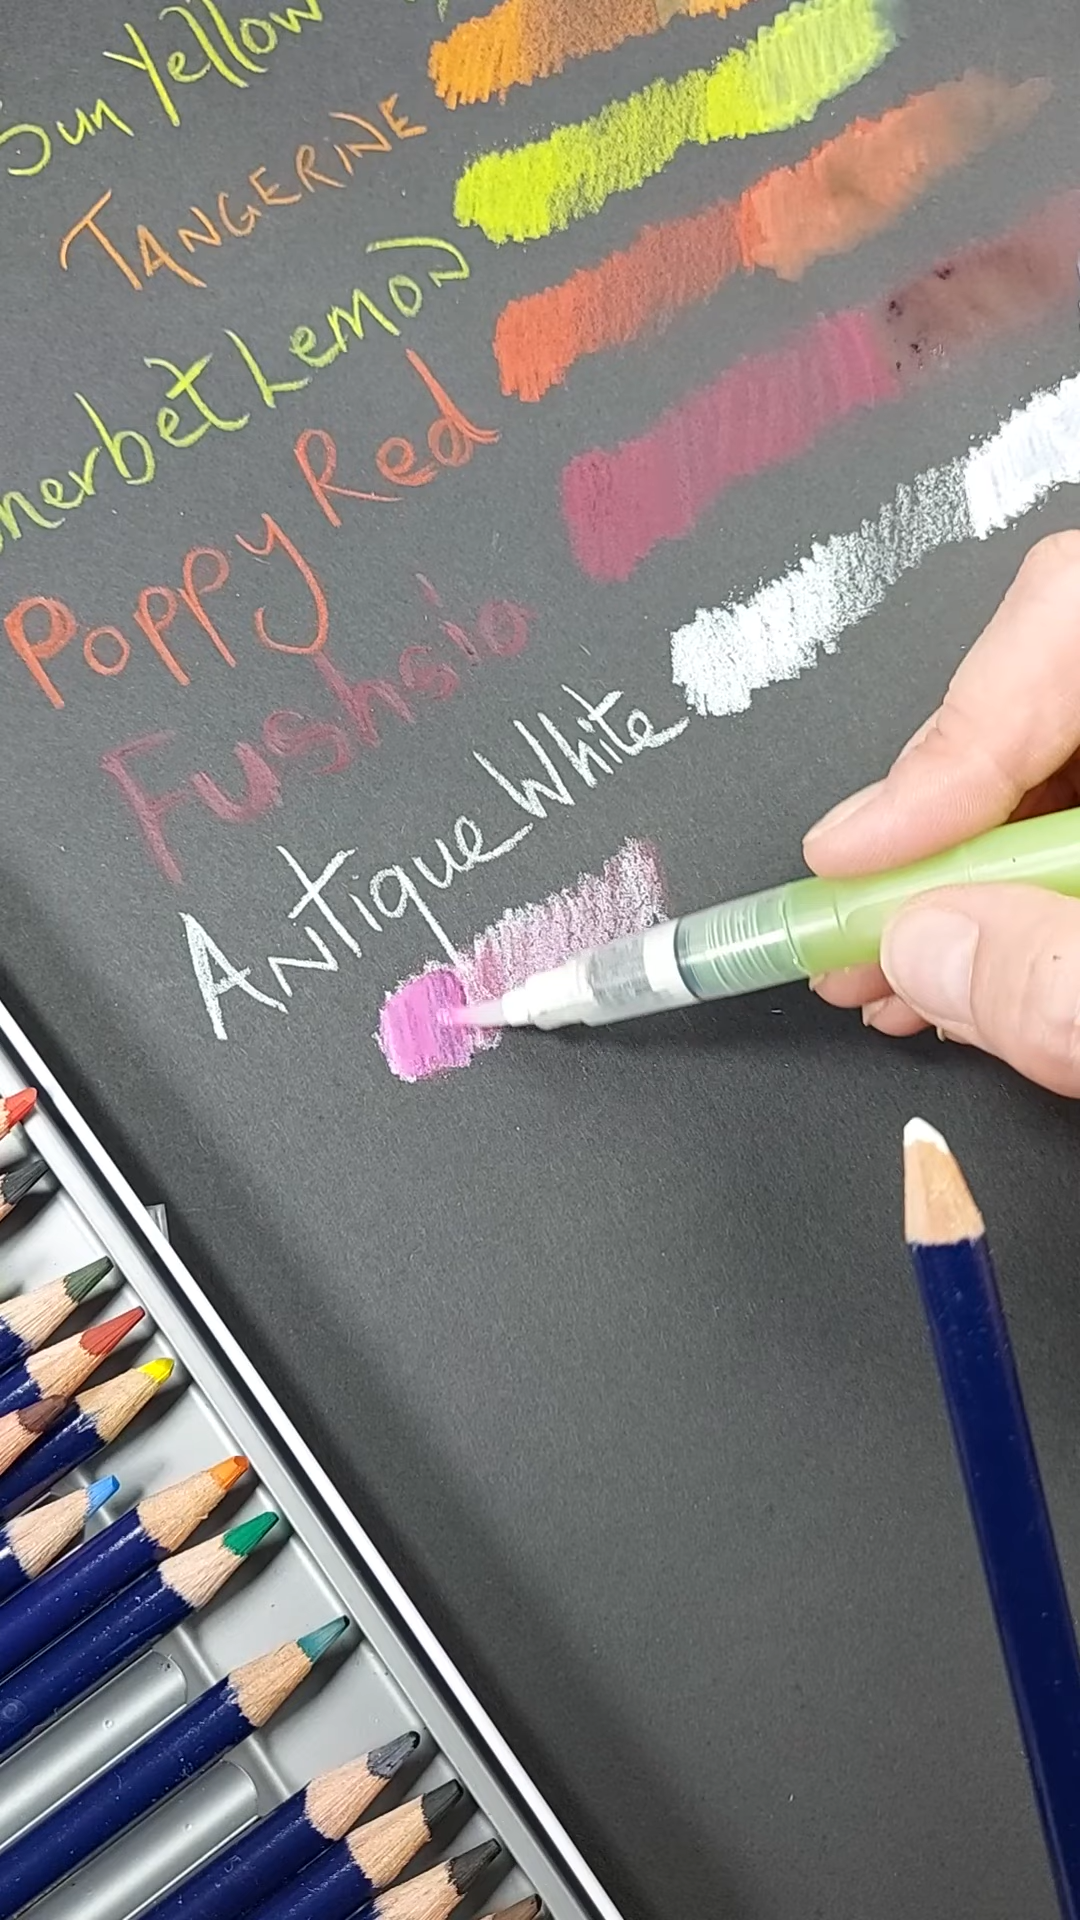 Sun Yellow
TANGERINE
herbet Lemon
Poppy Red
Fushsia
Antique White